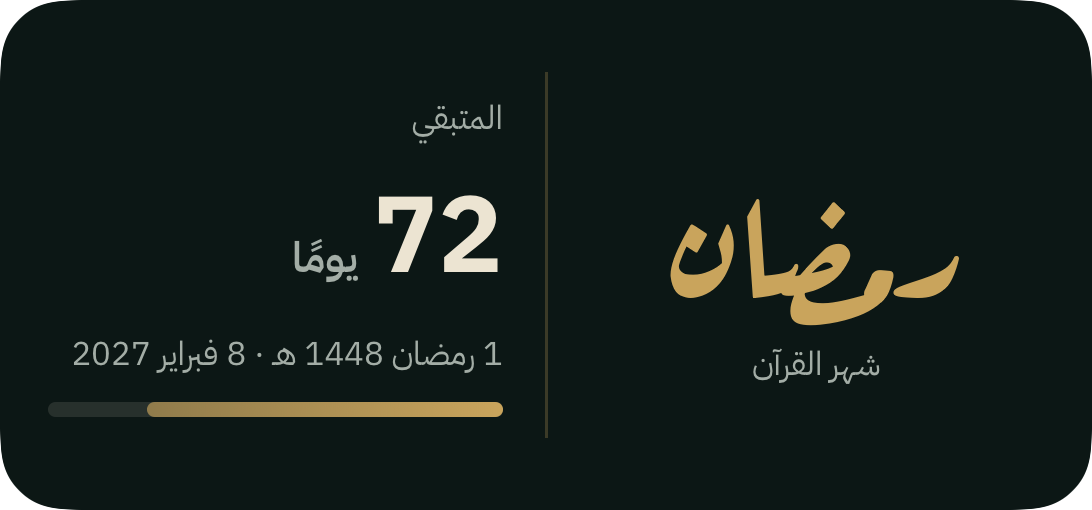 رمضان
شهر القرآن
المتبقي
72 يومًا
1 رمضان 1448 هـ · 8 فبراير 2027